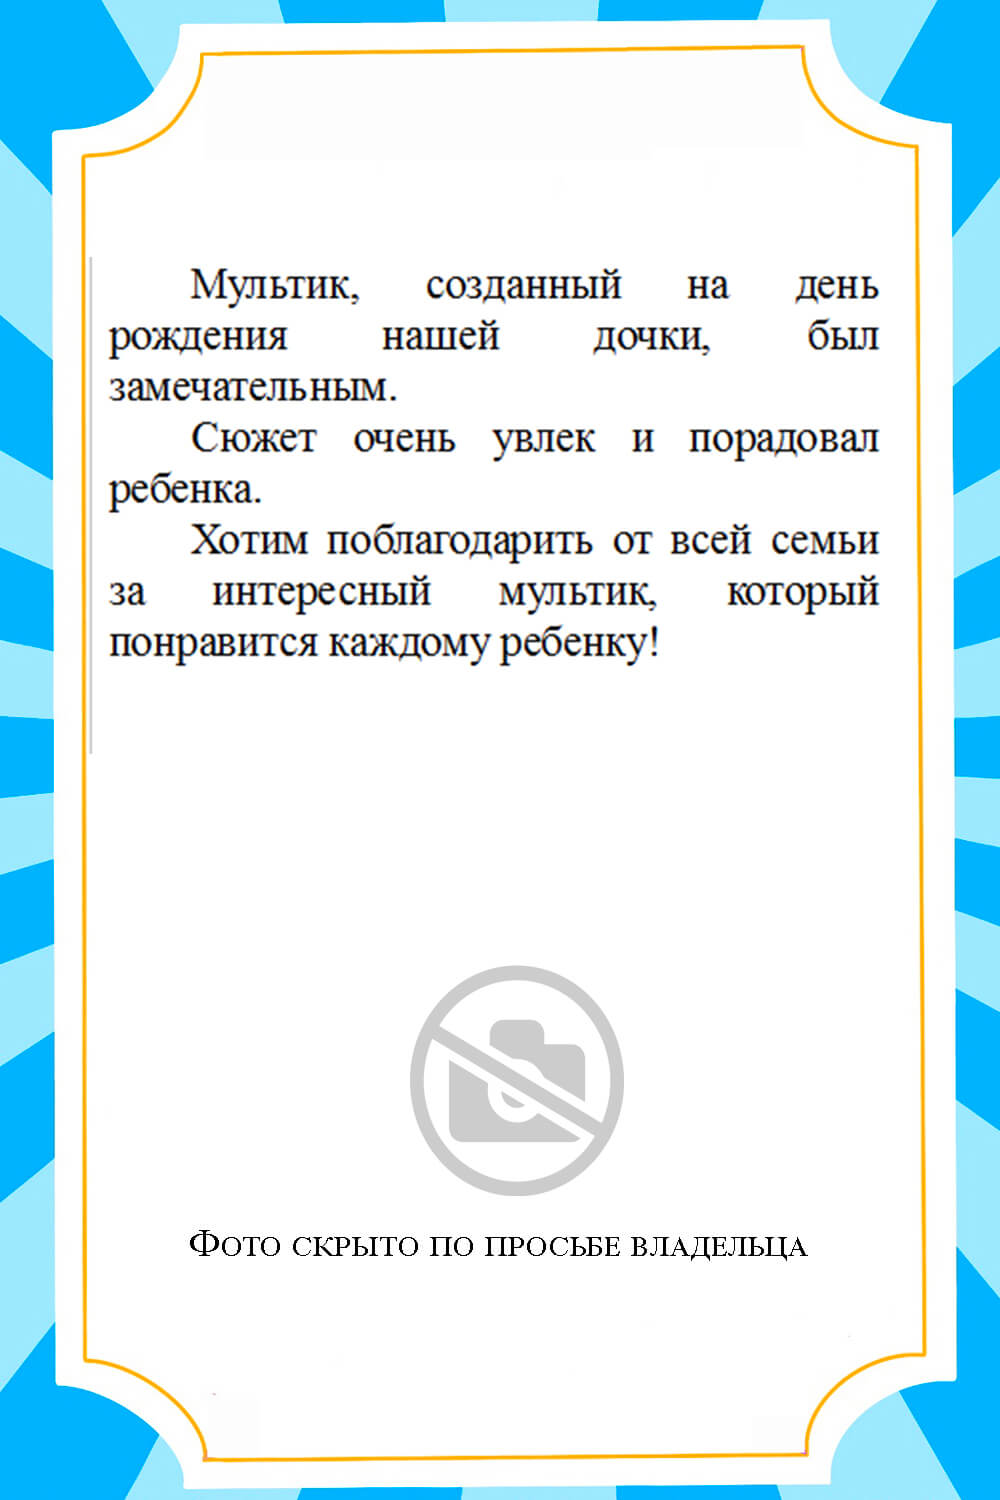 Мультик, созданный на день
рождения нашей дочки, был
замечательным.
Сюжет очень увлек и порадовал
ребенка.
Хотим поблагодарить от всей семьи
за интересный мультик, который
понравится каждому ребенку!
Фото скрыто по просьбе владельца